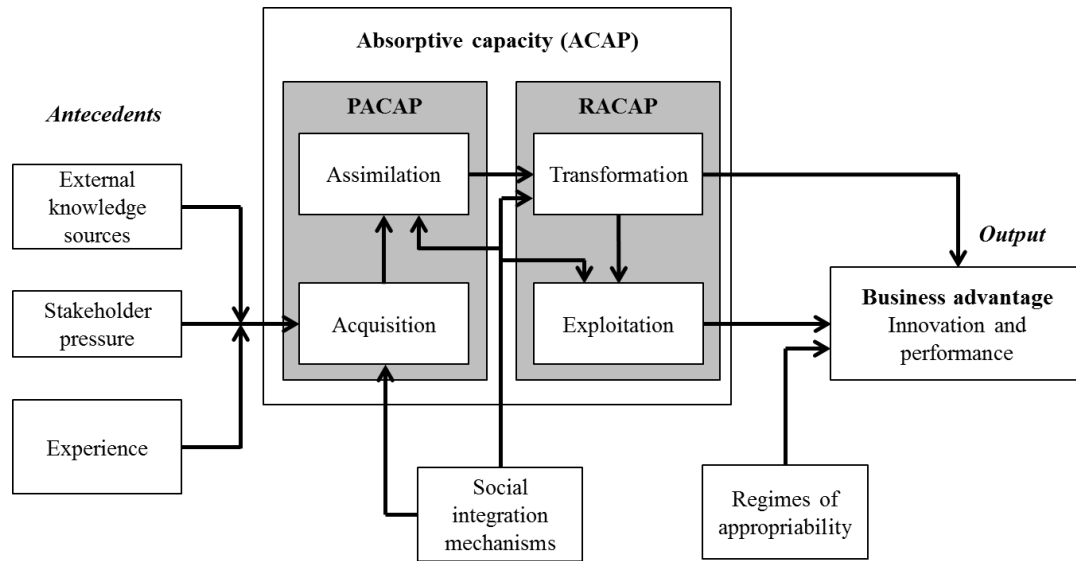 Absorptive capacity (ACAP)
Antecedents
PACAP
RACAP
External
knowledge
sources
Assimilation
Transformation
Output
Stakeholder
pressure
Acquisition
Exploitation
Business advantage
Innovation and
performance
Experience
Social
integration
mechanisms
Regimes of
appropriability